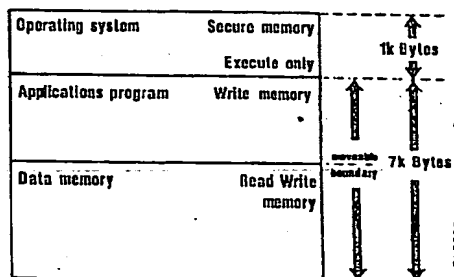 Operating system Secure memory
1k Bytes
Execute only
Applications program Write memory
moveable
boundary
7k Bytes
Data memory Read Write
memory